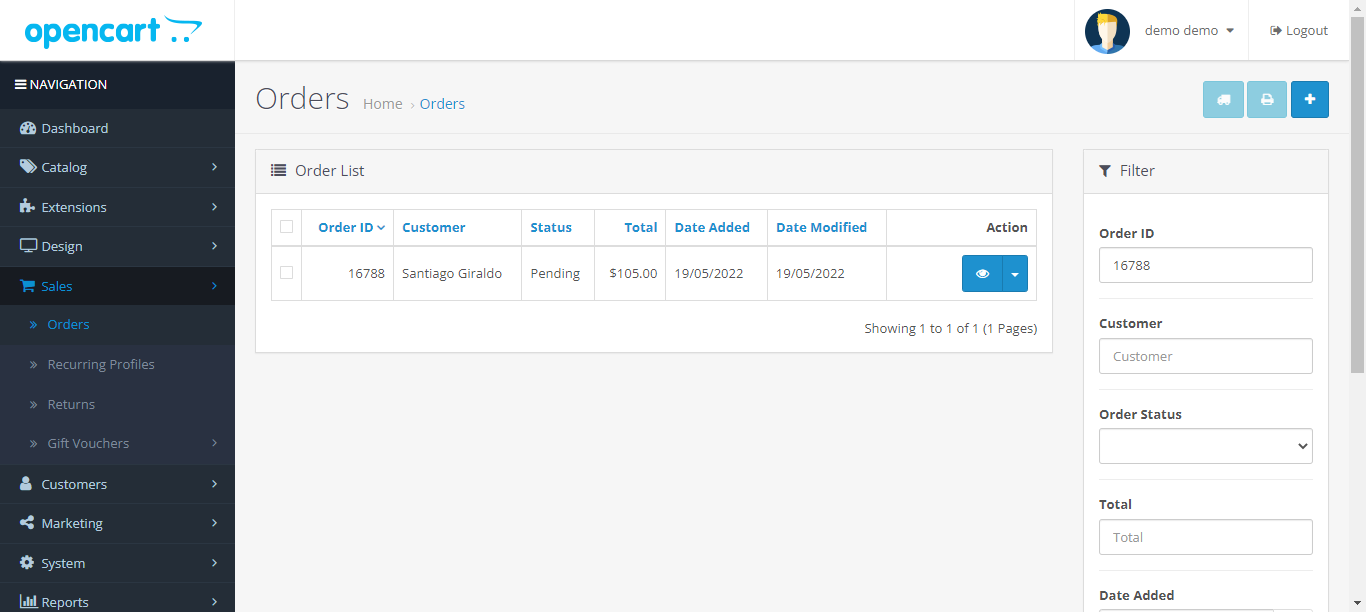 opencart
demo demo
Logout
NAVIGATION
Dashboard
Catalog
Extensions
Design
Sales
Orders
Recurring Profiles
Returns
Gift Vouchers
Customers
Marketing
System
Reports
Orders Home › Orders
Order List
Order ID Customer Status Total Date Added Date Modified Action
16788 Santiago Giraldo Pending $105.00 19/05/2022 19/05/2022
Showing 1 to 1 of 1 (1 Pages)
Filter
Order ID
16788
Customer
Customer
Order Status
Total
Total
Date Added